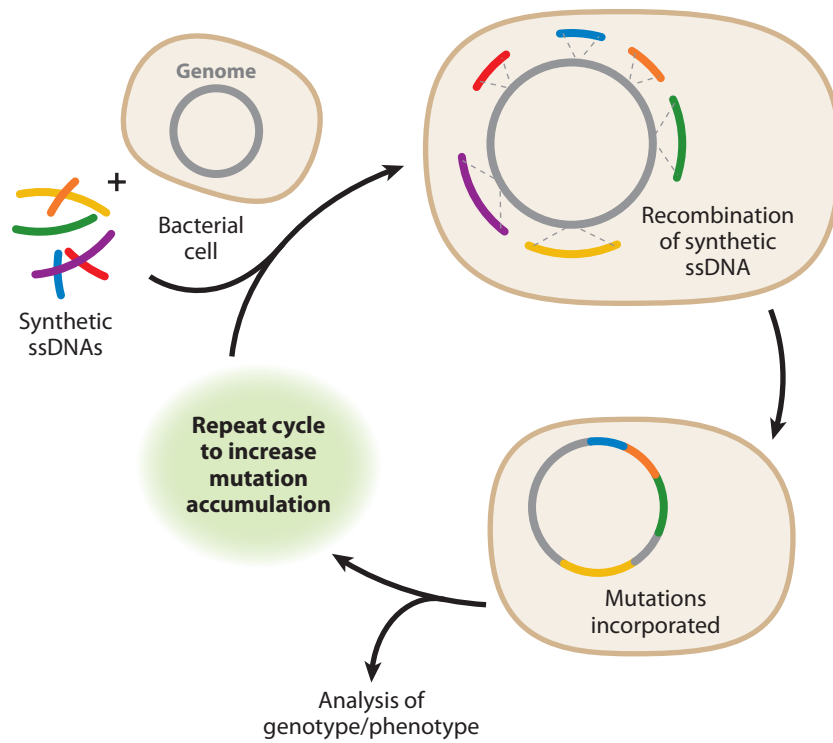 Genome
+
Bacterial
cell
Synthetic
ssDNAs
Recombination
of synthetic
ssDNA
Repeat cycle
to increase
mutation
accumulation
Mutations
incorporated
Analysis of
genotype/phenotype